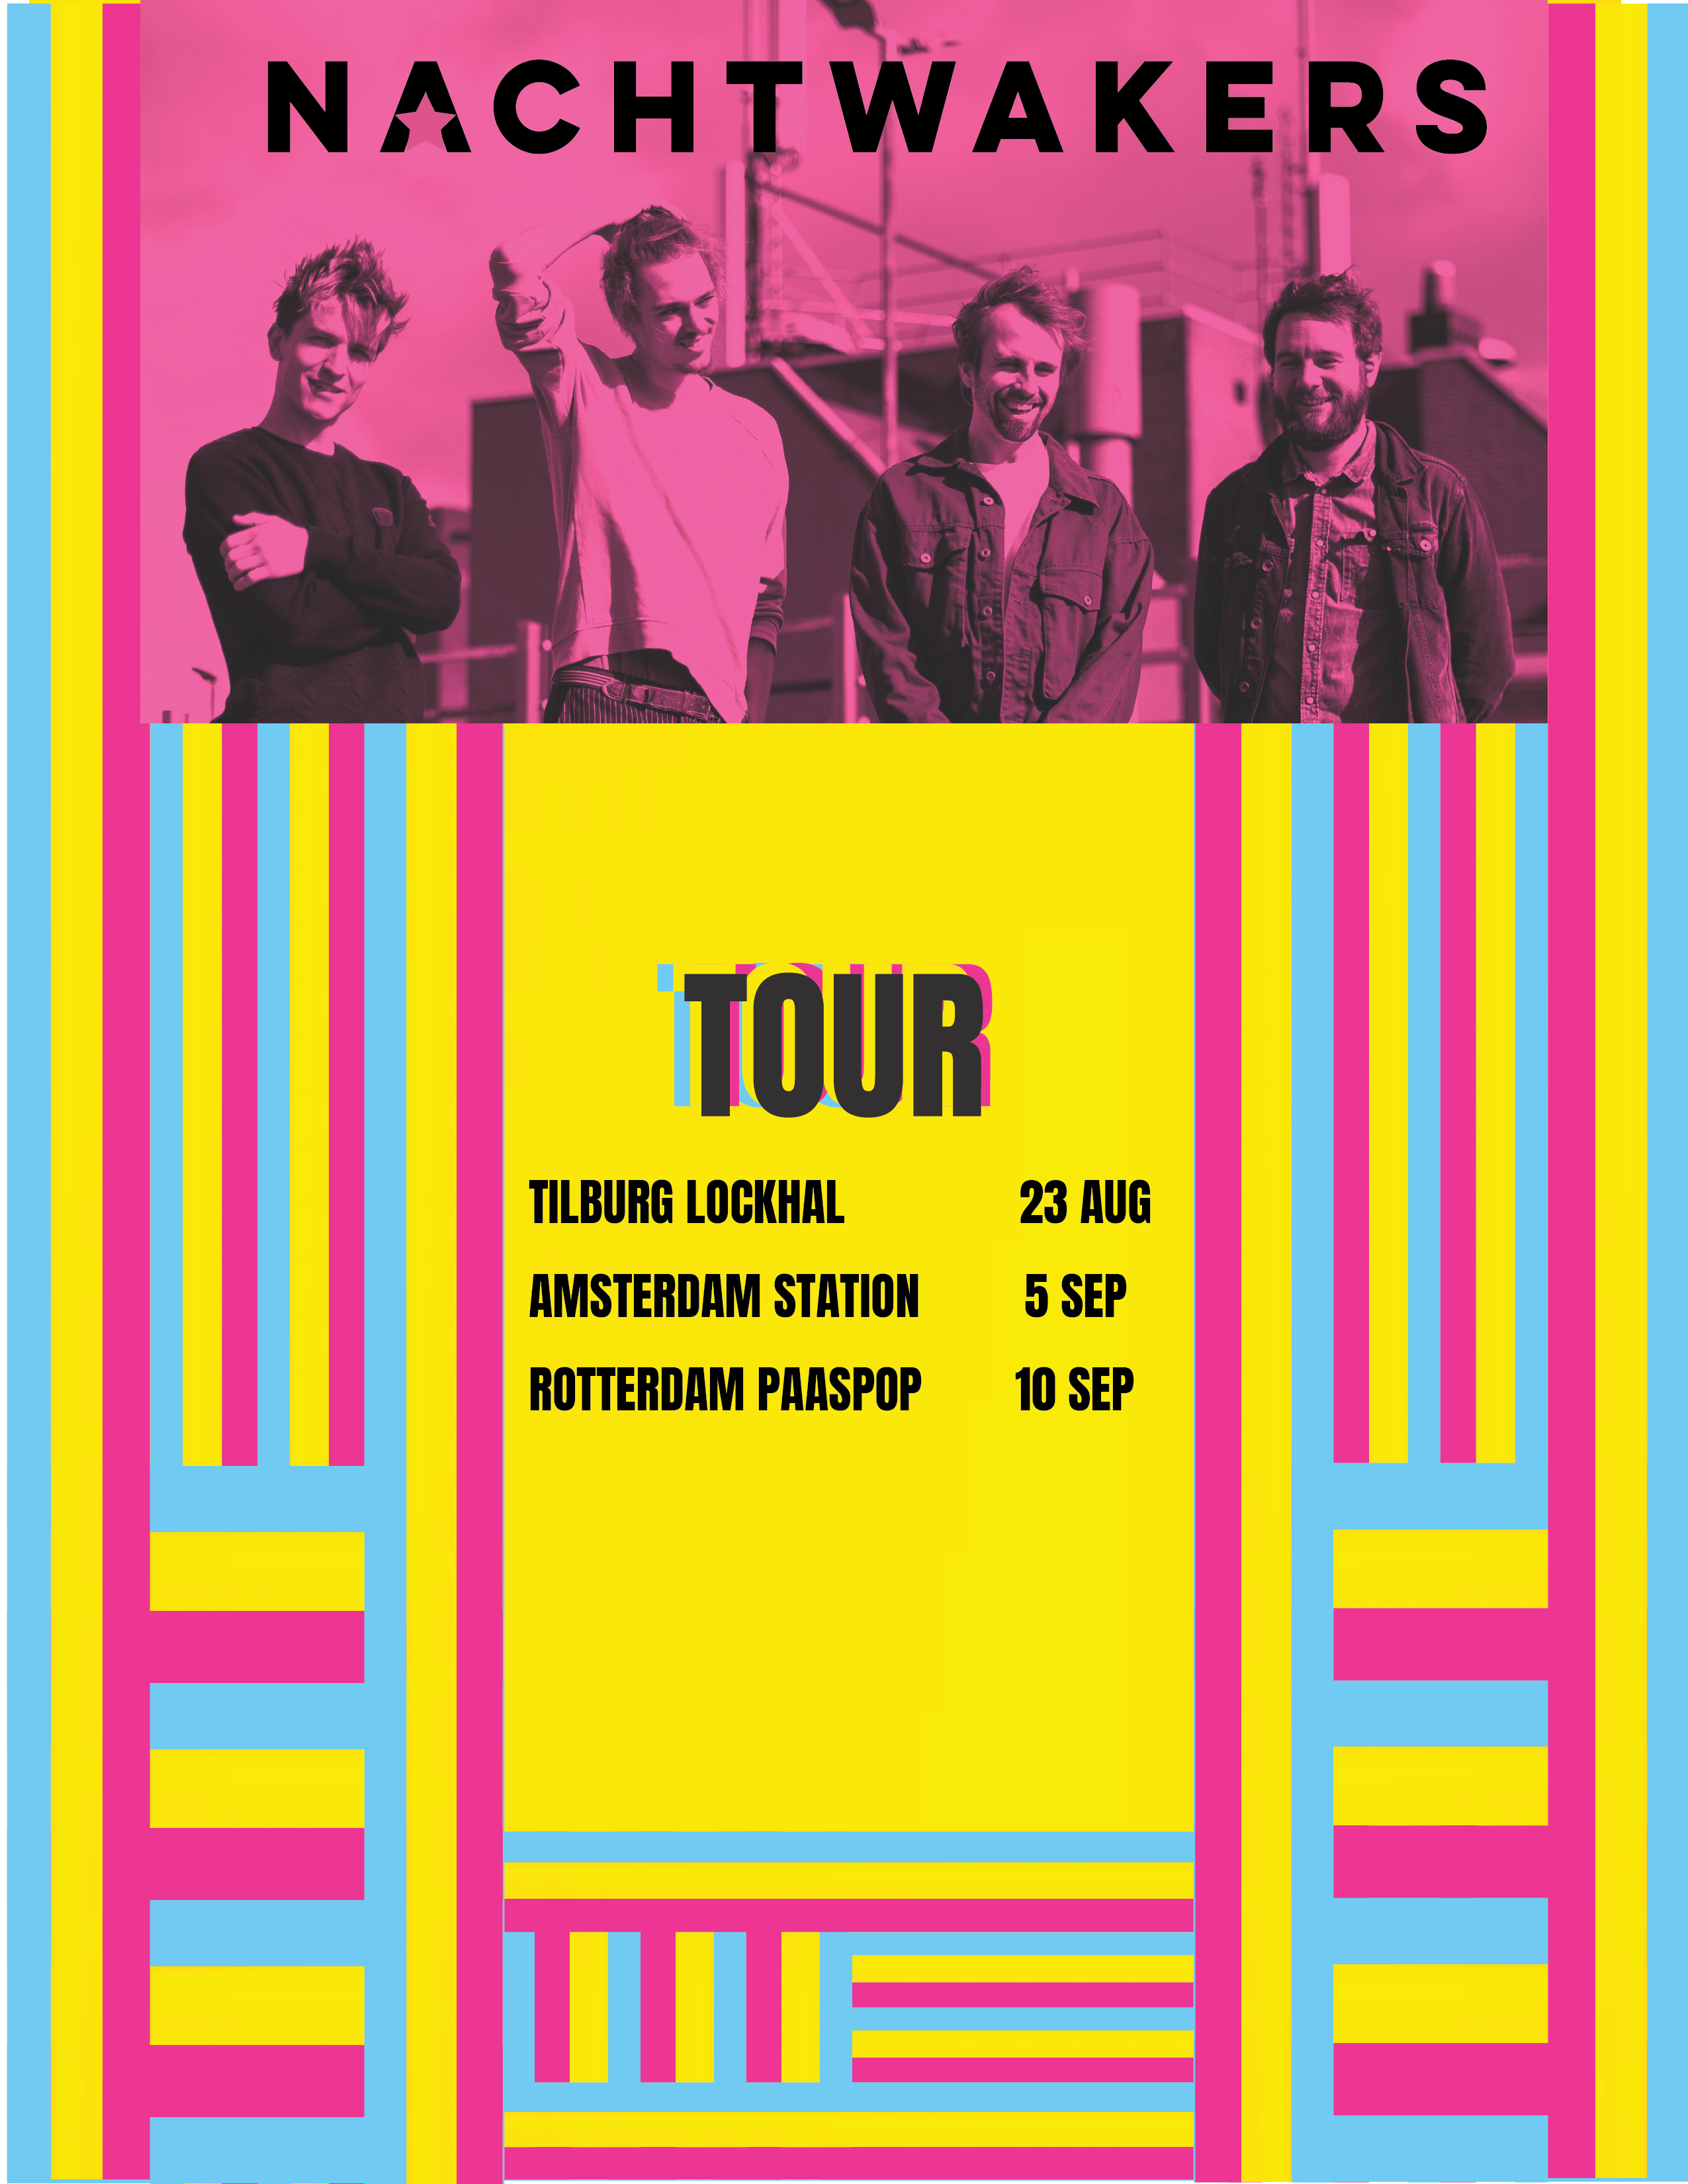 NACHTWAKERS
TOUR
TILBURG LOCKHAL 23 AUG
AMSTERDAM STATION 5 SEP
ROTTERDAM PAASPOP 10 SEP